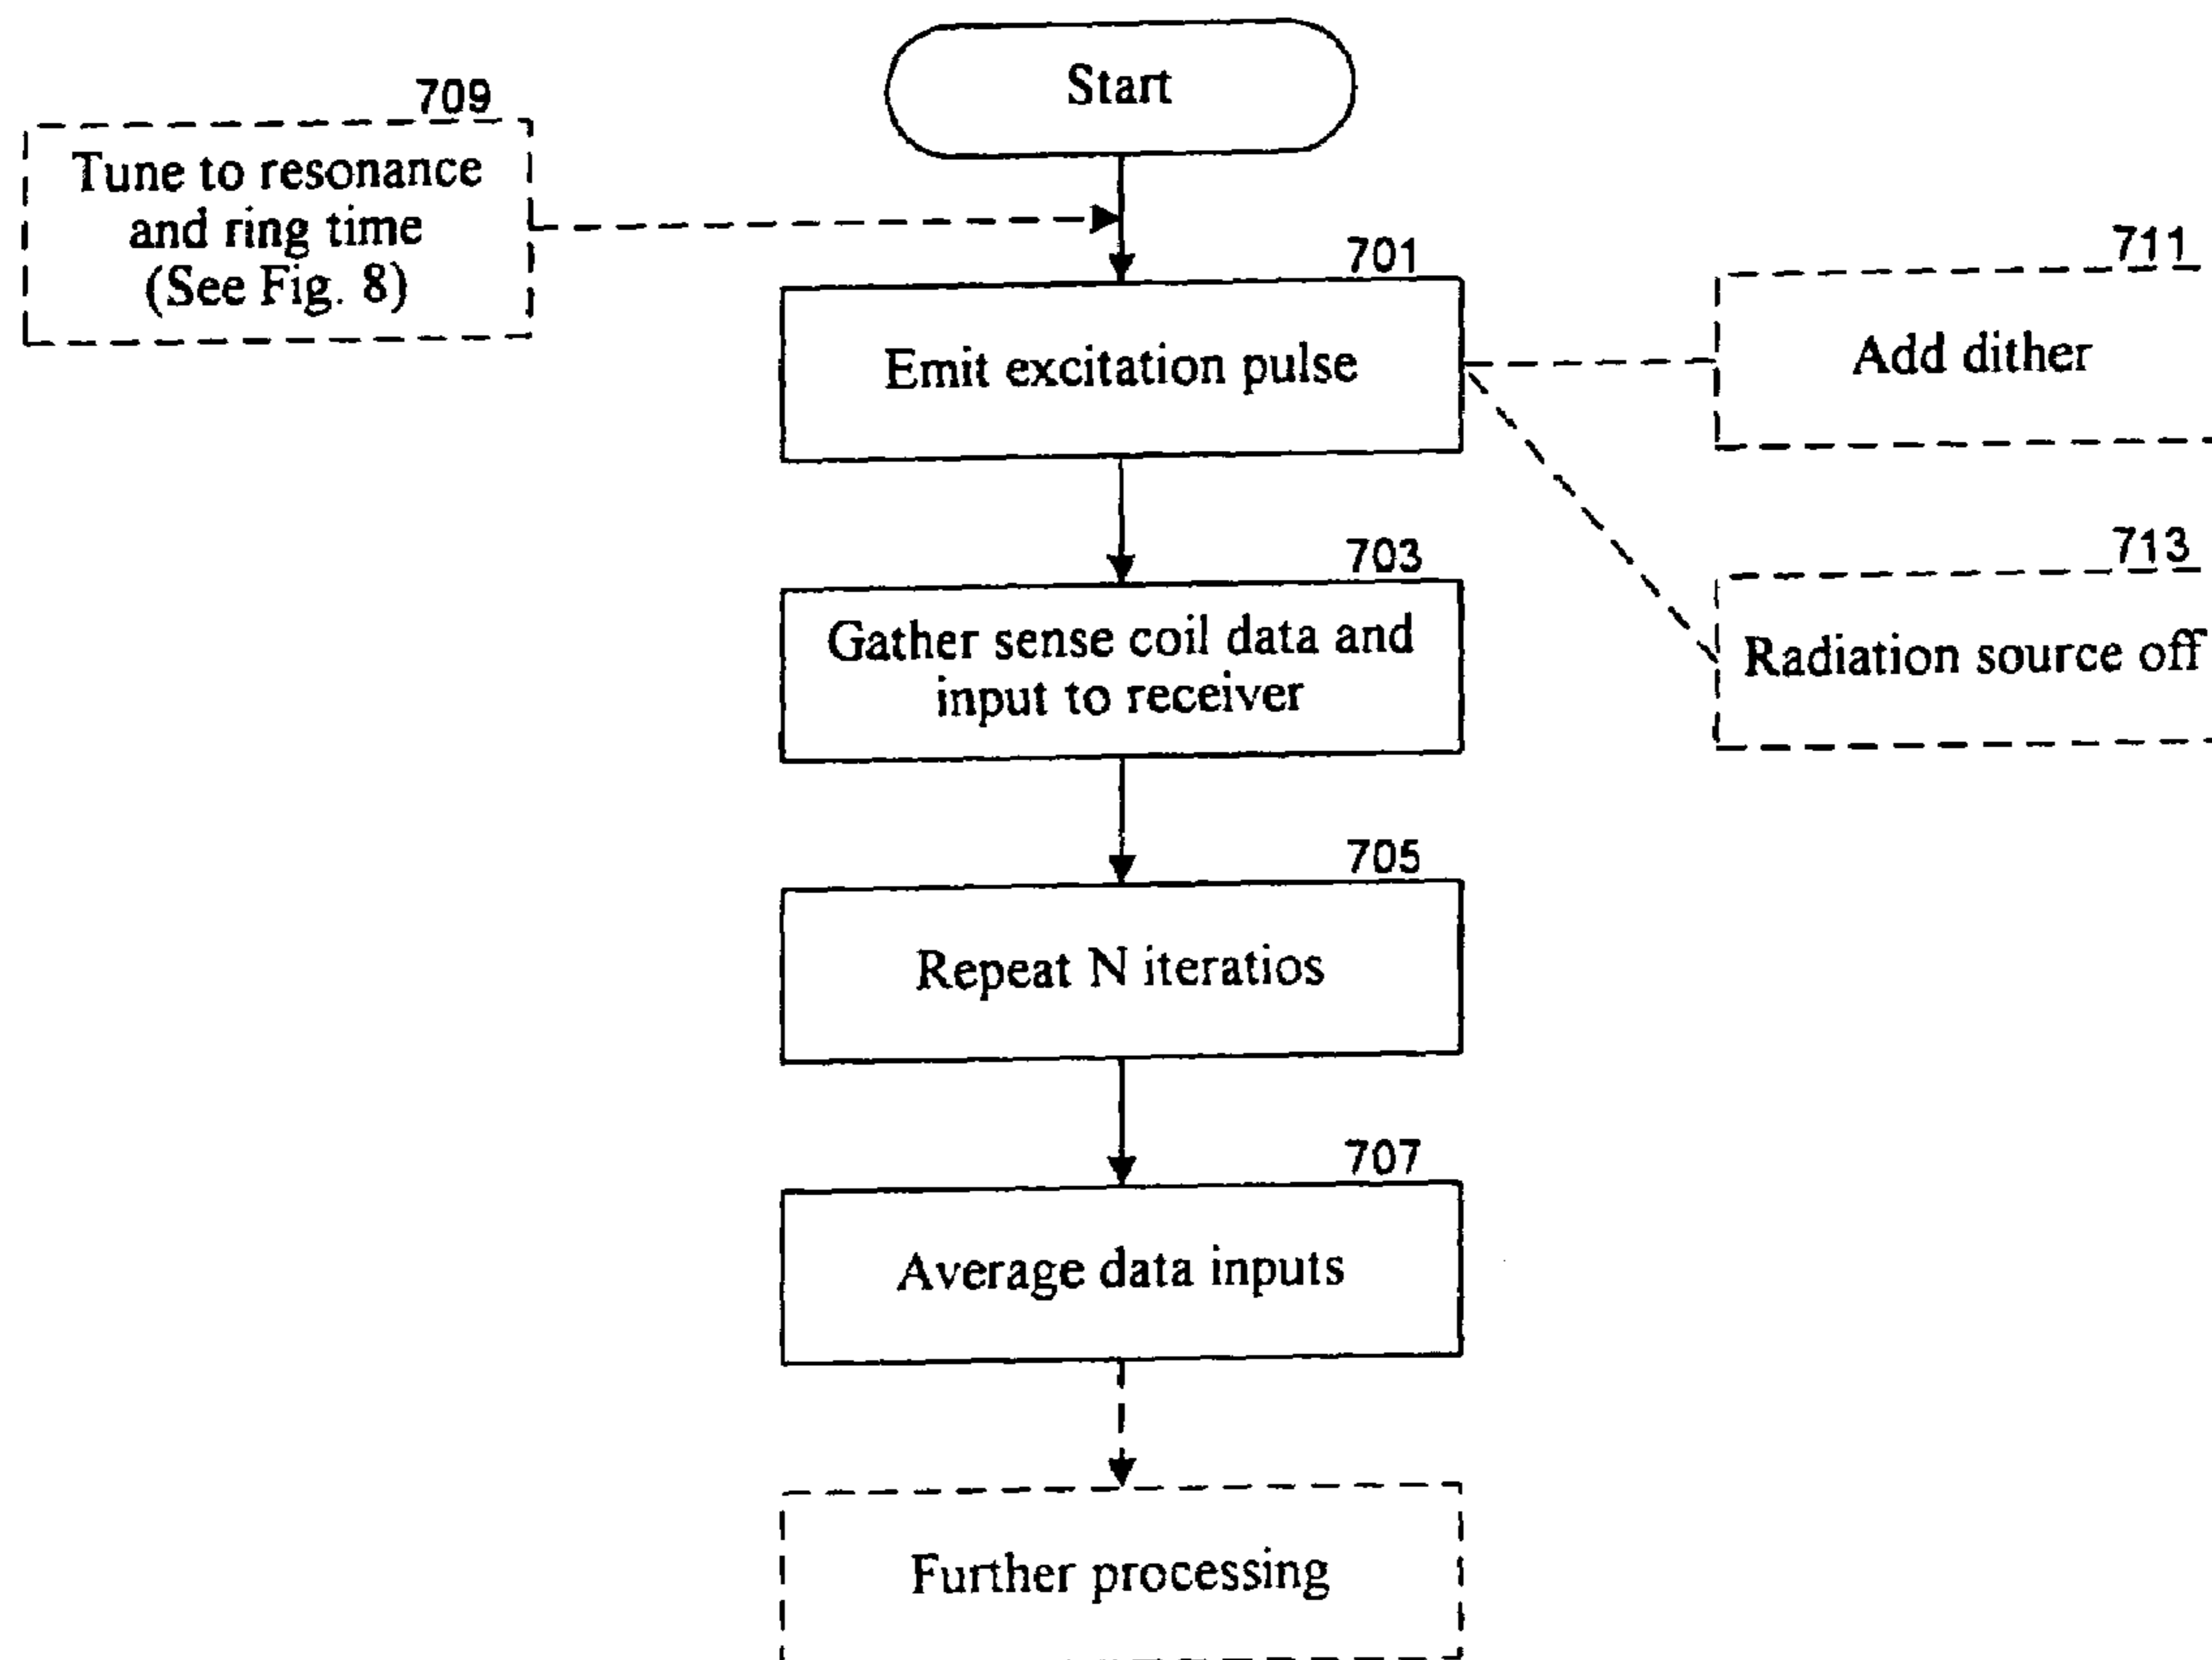 Start
709
Tune to resonance
and ring time
(See Fig. 8)
701
Emit excitation pulse
711
Add dither
703
Gather sense coil data and
input to receiver
713
Radiation source off
705
Repeat N iteratios
707
Average data inputs
Further processing